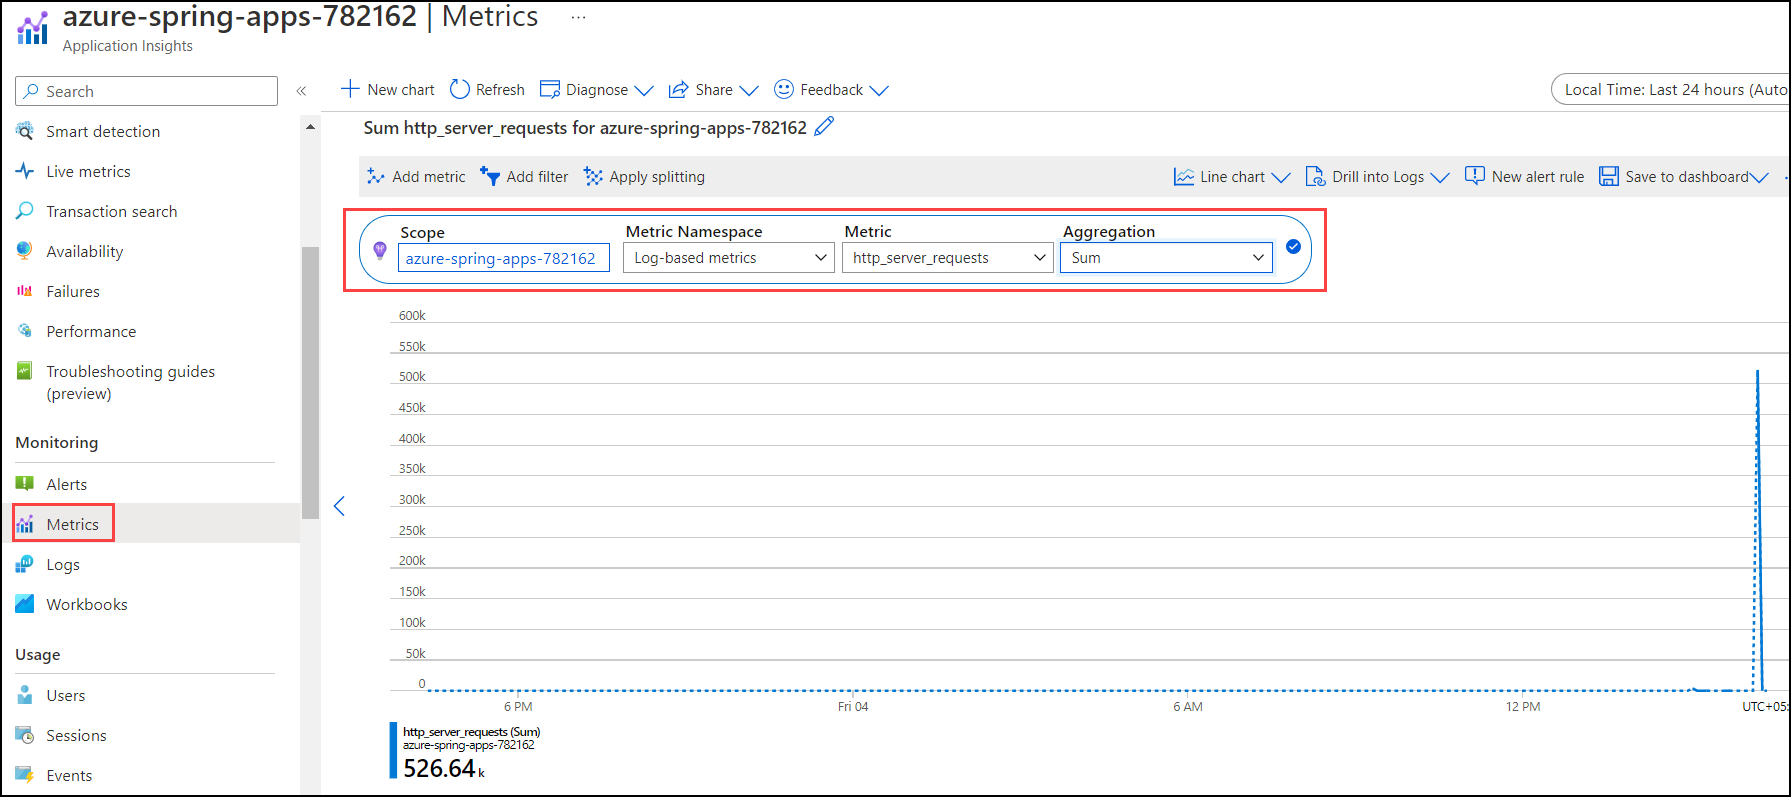 azure-spring-apps-782162 | Metrics ...
Application Insights
Search
«
Smart detection
Live metrics
Transaction search
Availability
Failures
Performance
Troubleshooting guides
(preview)
Monitoring
Alerts
Metrics
Logs
Workbooks
Usage
Users
Sessions
Events
New chart Refresh Diagnose Share Feedback
Local Time: Last 24 hours (Auto
Sum http_server_requests for azure-spring-apps-782162
Add metric Add filter Apply splitting Line chart Drill into Logs New alert rule Save to dashboard
Scope Metric Namespace Metric Aggregation
azure-spring-apps-782162 Log-based metrics http_server_requests Sum
600k
550k
500k
450k
400k
350k
300k
250k
200k
150k
100k
50k
0
6 PM Fri 04 6 AM 12 PM UTC+05:
http_server_requests (Sum)
azure-spring-apps-782162
526.64 k